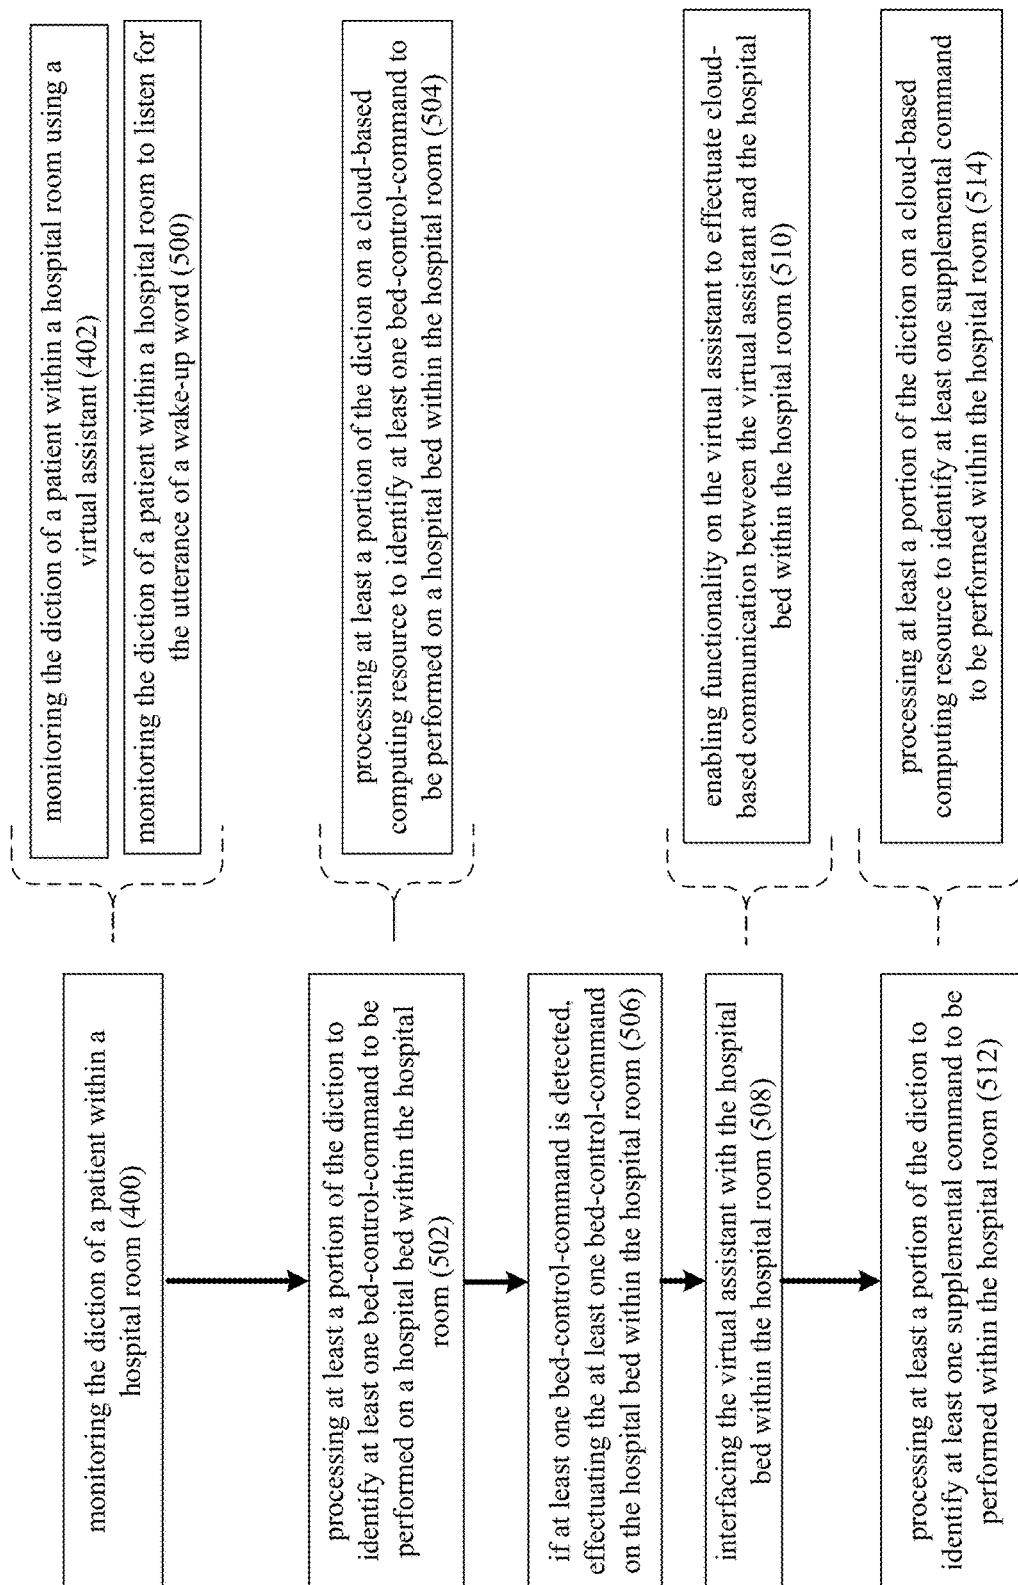 monitoring the diction of a patient within a
hospital room (400)
monitoring the diction of a patient within a hospital room using a
virtual assistant (402)
monitoring the diction of a patient within a hospital room to listen for
the utterance of a wake-up word (500)
processing at least a portion of the diction to
identify at least one bed-control-command to be
performed on a hospital bed within the hospital
room (502)
processing at least a portion of the diction on a cloud-based
computing resource to identify at least one bed-control-command to
be performed on a hospital bed within the hospital room (504)
if at least one bed-control-command is detected,
effectuating the at least one bed-control-command
on the hospital bed within the hospital room (506)
interfacing the virtual assistant with the hospital
bed within the hospital room (508)
enabling functionality on the virtual assistant to effectuate cloud-
based communication between the virtual assistant and the hospital
bed within the hospital room (510)
processing at least a portion of the diction to
identify at least one supplemental command to be
performed within the hospital room (512)
processing at least a portion of the diction on a cloud-based
computing resource to identify at least one supplemental command
to be performed within the hospital room (514)